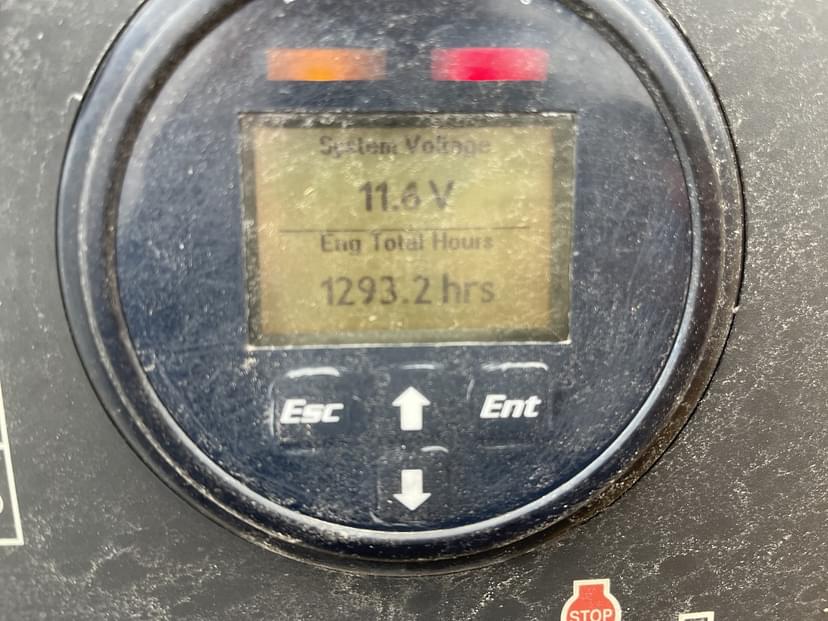 System Voltage
11.6 V
Eng Total Hours
1293.2 hrs
Esc
Ent
STOP